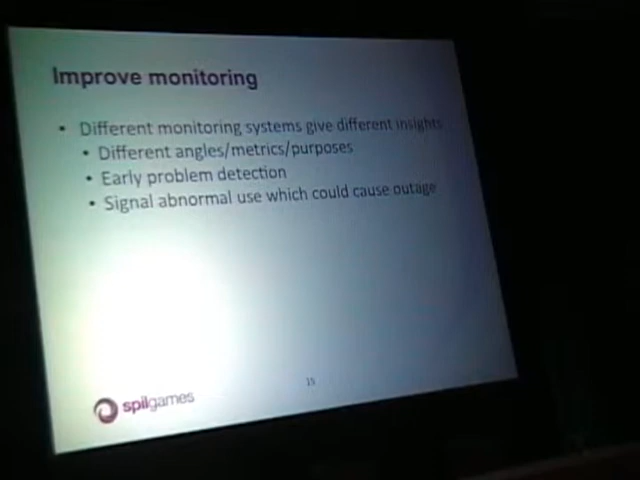 Improve monitoring
• Different monitoring systems give different insights
• Different angles/metrics/purposes
• Early problem detection
• Signal abnormal use which could cause outage
spilgames
15